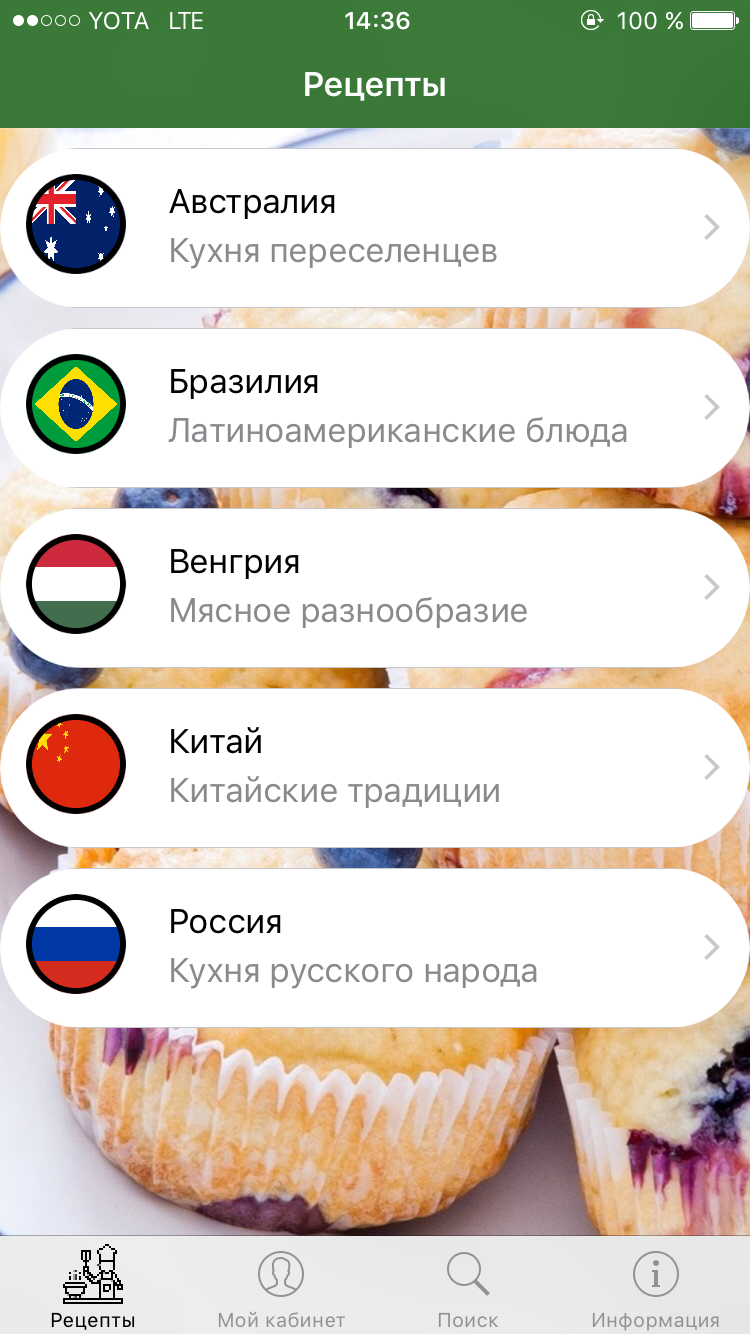 YOTA LTE 14:36 100 %
Рецепты
Австралия
Кухня переселенцев
Бразилия
Латиноамериканские блюда
Венгрия
Мясное разнообразие
Китай
Китайские традиции
Россия
Кухня русского народа
Рецепты Мой кабинет Поиск Информация